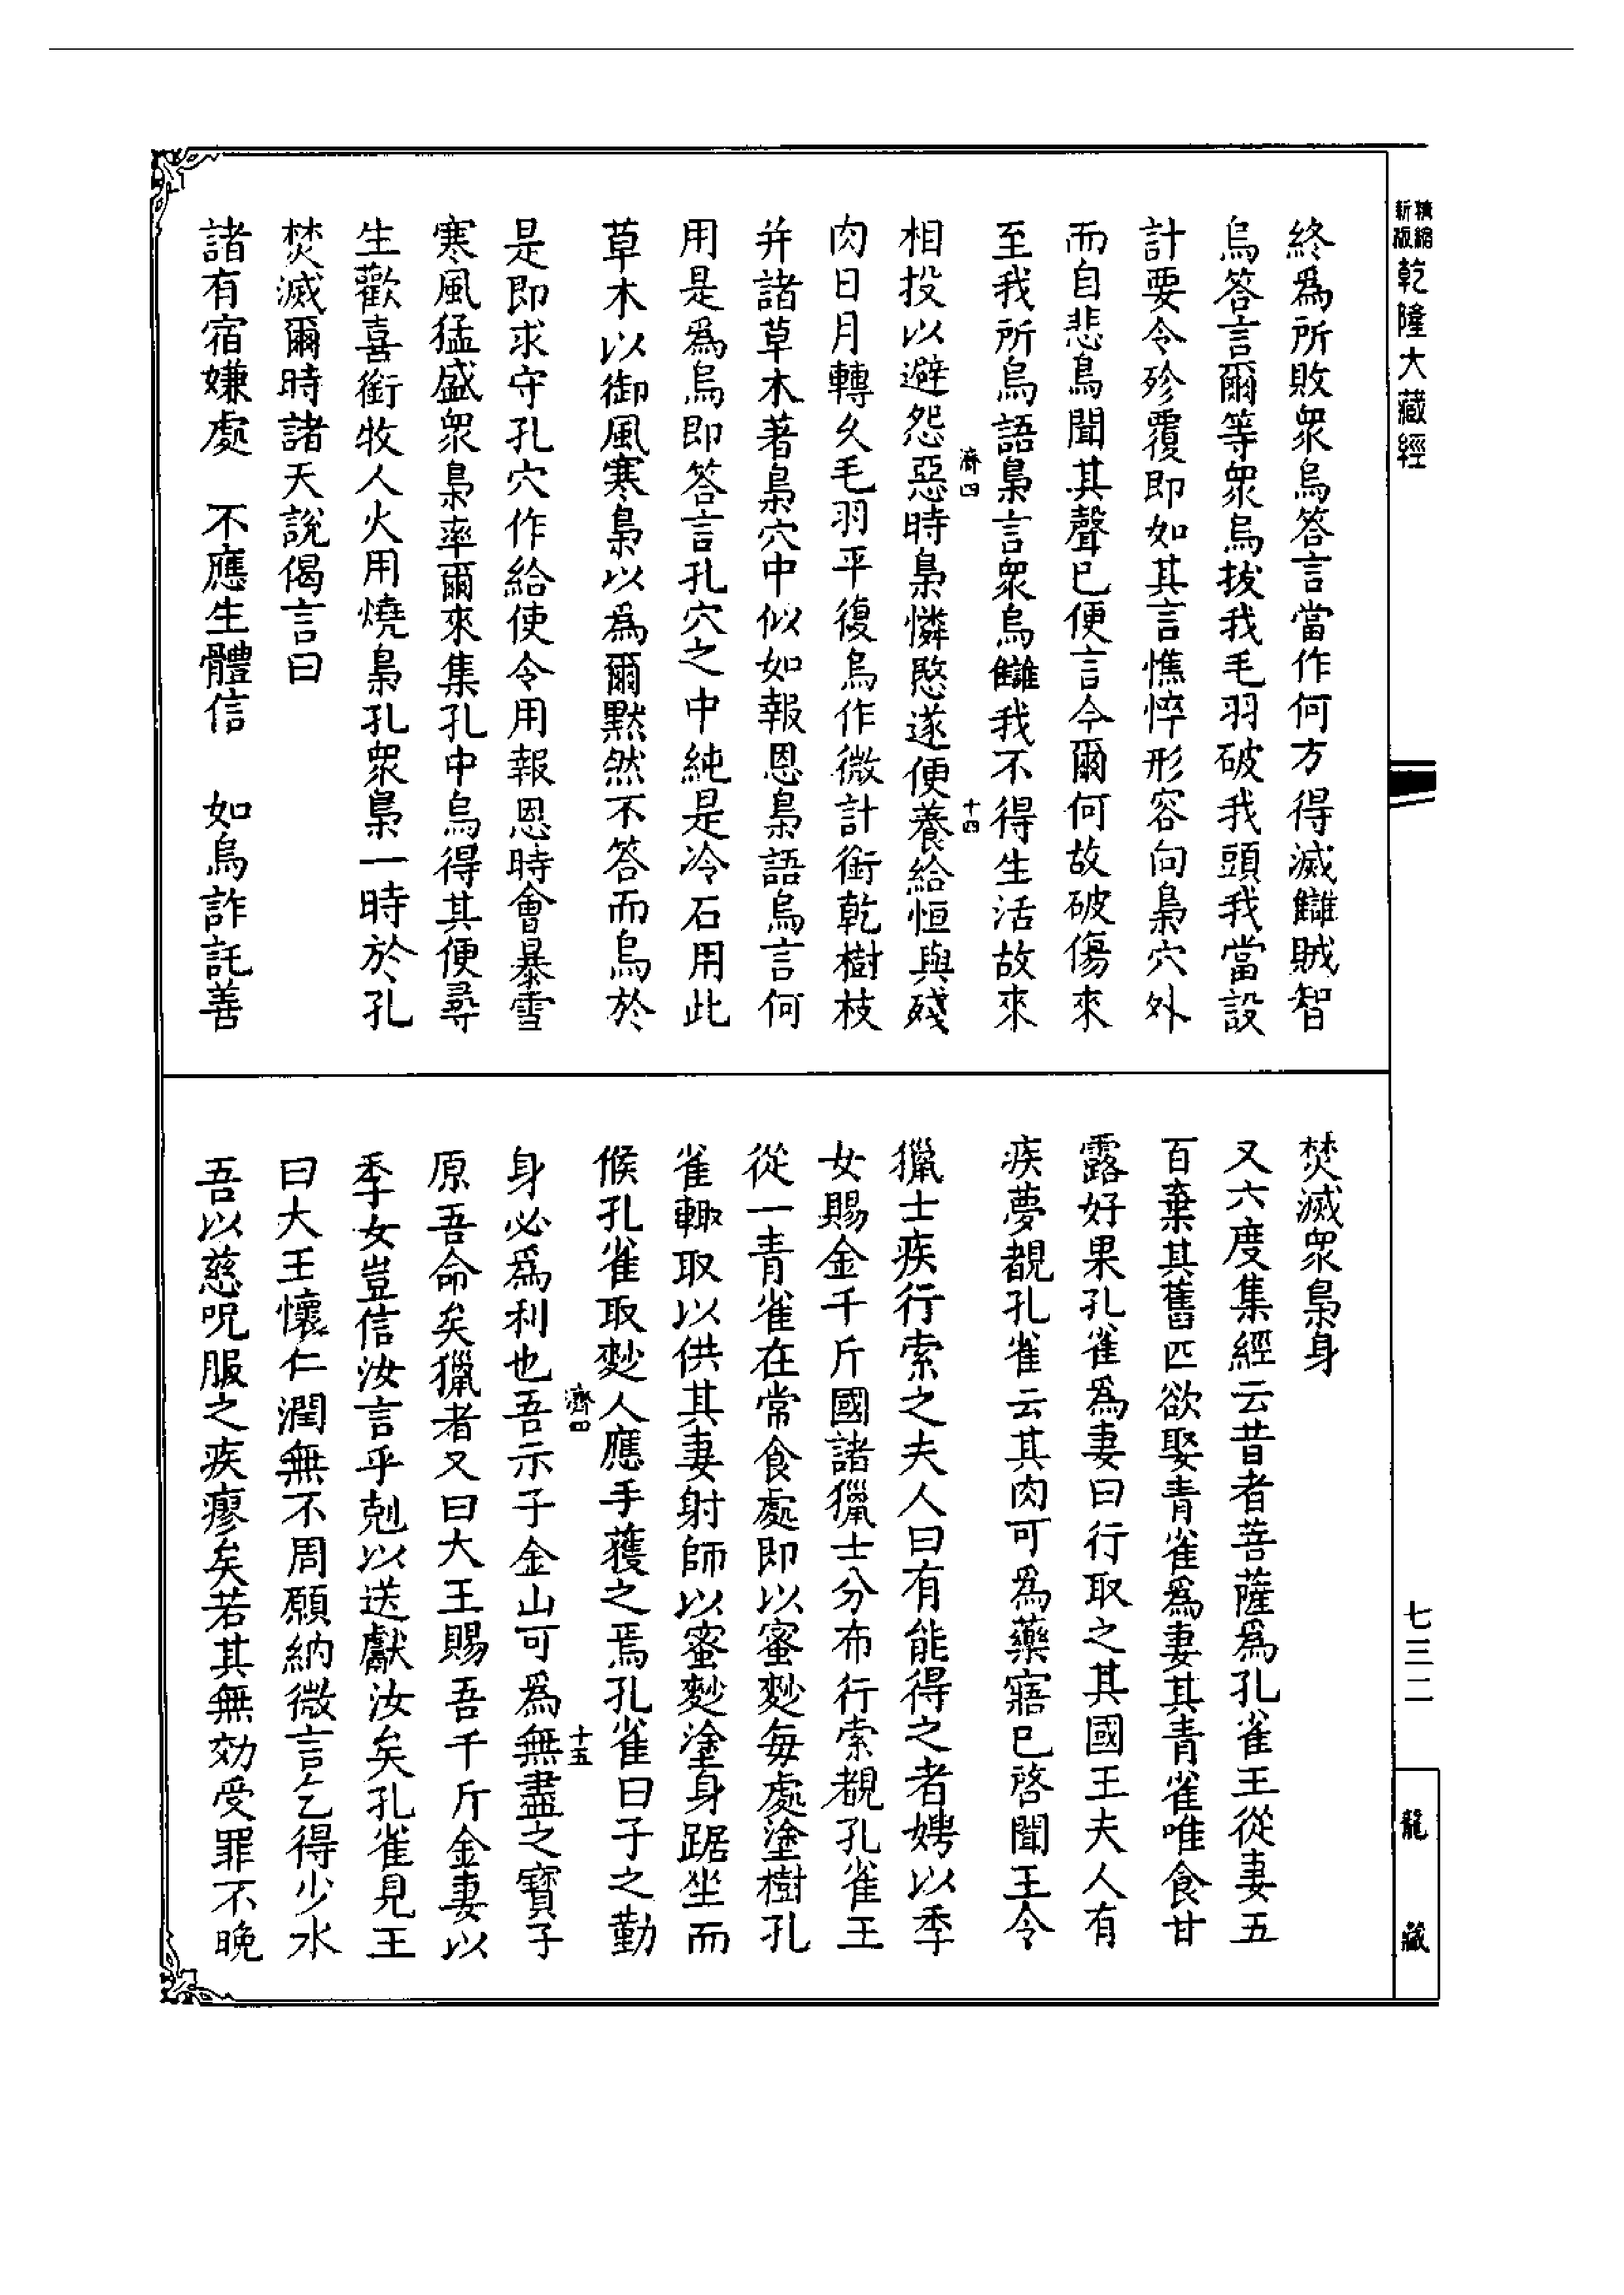 精縮新版乾隆大藏經
終爲所敗衆烏答言當作何方得滅讎賊智
烏答言爾等衆烏拔我毛羽破我頭我當設
計要令殄覆即如其言憔悴形容向梟穴外
而自悲鳥聞其聲已便言今爾何故破傷來
至我所烏語梟言衆烏讎我不得生活故來
濟四 十四
相投以避怨惡時梟憐愍遂便養給恒與殘
肉日月轉久毛羽平復烏作微計銜乾樹枝
并諸草木著梟穴中似如報恩梟語烏言何
用是爲烏即答言孔穴之中純是冷石用此
草木以御風寒梟以爲爾默然不答而烏於
是即求守孔穴作給使令用報恩時會暴雪
寒風猛盛衆梟率爾來集孔中烏得其便尋
生歡喜銜牧人火用燒梟孔衆梟一時於孔
焚滅爾時諸天說偈言曰
諸有宿嫌處 不應生體信 如烏詐託善
焚滅衆梟身
又六度集經云昔者菩薩爲孔雀王從妻五
百棄其舊匹欲娶青雀爲妻其青雀唯食甘
露好果孔雀爲妻日行取之其國王夫人有
疾夢覩孔雀云其肉可爲藥寤已啓聞王令
獵士疾行索之夫人曰有能得之者娉以季
女賜金千斤國諸獵士分布行索覩孔雀王
從一青雀在常食處即以蜜麨每處塗樹孔
雀輙取以供其妻射師以蜜麨塗身踞坐而
候孔雀取麨人應手獲之焉孔雀曰子之勤
濟四 十五
身必爲利也吾示子金山可爲無盡之寶子
原吾命矣獵者又曰大王賜吾千斤金妻以
季女豈信汝言乎剋以送獻汝矣孔雀見王
曰大王懷仁潤無不周願納微言乞得少水
吾以慈呪服之疾瘳矣若其無効受罪不晚
七三二
龍藏